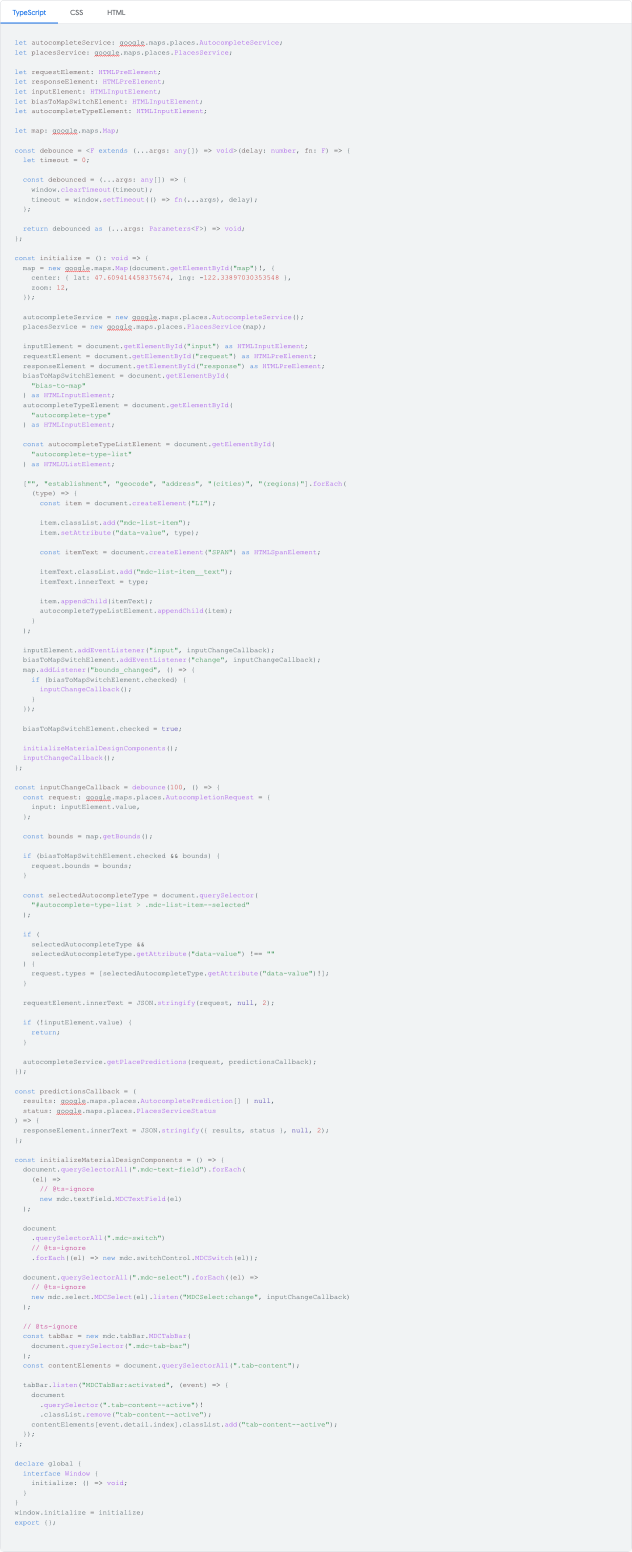 TypeScript CSS HTML
let autocompleteService: google.maps.places.AutocompleteService;
let placesService: google.maps.places.PlacesService;
let requestElement: HTMLPreElement;
let responseElement: HTMLPreElement;
let inputElement: HTMLInputElement;
let biasToMapSwitchElement: HTMLInputElement;
let autocompleteTypeElement: HTMLInputElement;
let map: google.maps.Map;
const debounce = <F extends (...args: any[]) => void>(delay: number, fn: F) => {
  let timeout = 0;
  const debounced = (...args: any[]) => {
    window.clearTimeout(timeout);
    timeout = window.setTimeout(() => fn(...args), delay);
  };
  return debounced as (...args: Parameters<F>) => void;
};
const initialize = (): void => {
  map = new google.maps.Map(document.getElementById("map")!, {
    center: { lat: 47.609414458375674, lng: -122.33897030353548 },
    zoom: 12,
  });
  autocompleteService = new google.maps.places.AutocompleteService();
  placesService = new google.maps.places.PlacesService(map);
  inputElement = document.getElementById("input") as HTMLInputElement;
  requestElement = document.getElementById("request") as HTMLPreElement;
  responseElement = document.getElementById("response") as HTMLPreElement;
  biasToMapSwitchElement = document.getElementById(
    "bias-to-map"
  ) as HTMLInputElement;
  autocompleteTypeElement = document.getElementById(
    "autocomplete-type"
  ) as HTMLInputElement;
  const autocompleteTypeListElement = document.getElementById(
    "autocomplete-type-list"
  ) as HTMLUListElement;
  ["", "establishment", "geocode", "address", "(cities)", "(regions)"].forEach(
    (type) => {
      const item = document.createElement("LI");
      item.classList.add("mdc-list-item");
      item.setAttribute("data-value", type);
      const itemText = document.createElement("SPAN") as HTMLSpanElement;
      itemText.classList.add("mdc-list-item__text");
      itemText.innerText = type;
      item.appendChild(itemText);
      autocompleteTypeListElement.appendChild(item);
    }
  );
  inputElement.addEventListener("input", inputChangeCallback);
  biasToMapSwitchElement.addEventListener("change", inputChangeCallback);
  map.addListener("bounds_changed", () => {
    if (biasToMapSwitchElement.checked) {
      inputChangeCallback();
    }
  });
  biasToMapSwitchElement.checked = true;
  initializeMaterialDesignComponents();
  inputChangeCallback();
};
const inputChangeCallback = debounce(100, () => {
  const request: google.maps.places.AutocompletionRequest = {
    input: inputElement.value,
  };
  const bounds = map.getBounds();
  if (biasToMapSwitchElement.checked && bounds) {
    request.bounds = bounds;
  }
  const selectedAutocompleteType = document.querySelector(
    "#autocomplete-type-list > .mdc-list-item--selected"
  );
  if (
    selectedAutocompleteType &&
    selectedAutocompleteType.getAttribute("data-value") !== ""
  ) {
    request.types = [selectedAutocompleteType.getAttribute("data-value")!];
  }
  requestElement.innerText = JSON.stringify(request, null, 2);
  if (!inputElement.value) {
    return;
  }
  autocompleteService.getPlacePredictions(request, predictionsCallback);
});
const predictionsCallback = (
  results: google.maps.places.AutocompletePrediction[] | null,
  status: google.maps.places.PlacesServiceStatus
) => {
  responseElement.innerText = JSON.stringify({ results, status }, null, 2);
};
const initializeMaterialDesignComponents = () => {
  document.querySelectorAll(".mdc-text-field").forEach(
    (el) =>
      // @ts-ignore
      new mdc.textField.MDCTextField(el)
  );
  document
    .querySelectorAll(".mdc-switch")
    // @ts-ignore
    .forEach((el) => new mdc.switchControl.MDCSwitch(el));
  document.querySelectorAll(".mdc-select").forEach((el) =>
    // @ts-ignore
    new mdc.select.MDCSelect(el).listen("MDCSelect:change", inputChangeCallback)
  );
  // @ts-ignore
  const tabBar = new mdc.tabBar.MDCTabBar(
    document.querySelector(".mdc-tab-bar")
  );
  const contentElements = document.querySelectorAll(".tab-content");
  tabBar.listen("MDCTabBar:activated", (event) => {
    document
      .querySelector(".tab-content--active")!
      .classList.remove("tab-content--active");
    contentElements[event.detail.index].classList.add("tab-content--active");
  });
};
declare global {
  interface Window {
    initialize: () => void;
  }
}
window.initialize = initialize;
export {};